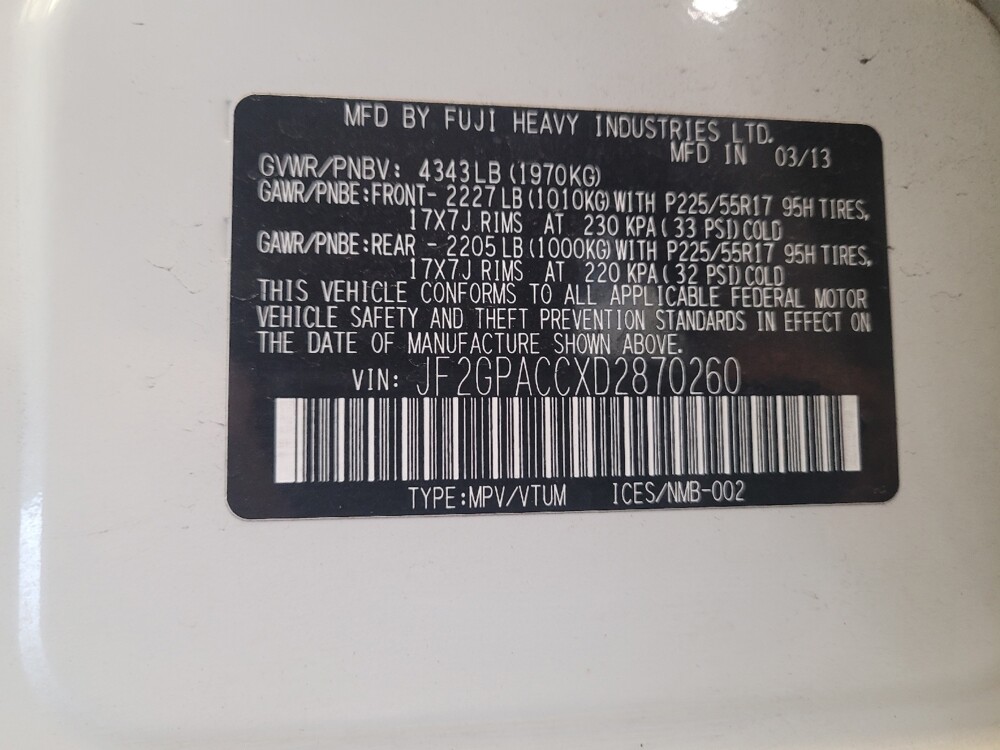 MFD BY FUJI HEAVY INDUSTRIES LTD.
MFD IN 03/13
GVWR/PNBV: 4343LB (1970KG)
GAWR/PNBE:FRONT- 2227 LB (1010KG) WITH P225/55R17 95H TIRES,
17X7J RIMS AT 230 KPA ( 33 PSI) COLD
GAWR/PNBE:REAR - 2205 LB (1000KG) WITH P225/55R17 95H TIRES,
17X7J RIMS AT 220 KPA ( 32 PSI) COLD
THIS VEHICLE CONFORMS TO ALL APPLICABLE FEDERAL MOTOR
VEHICLE SAFETY AND THEFT PREVENTION STANDARDS IN EFFECT ON
THE DATE OF MANUFACTURE SHOWN ABOVE.
VIN: JF2GPACCXD2870260
TYPE:MPV/VTUM ICES/NMB-002